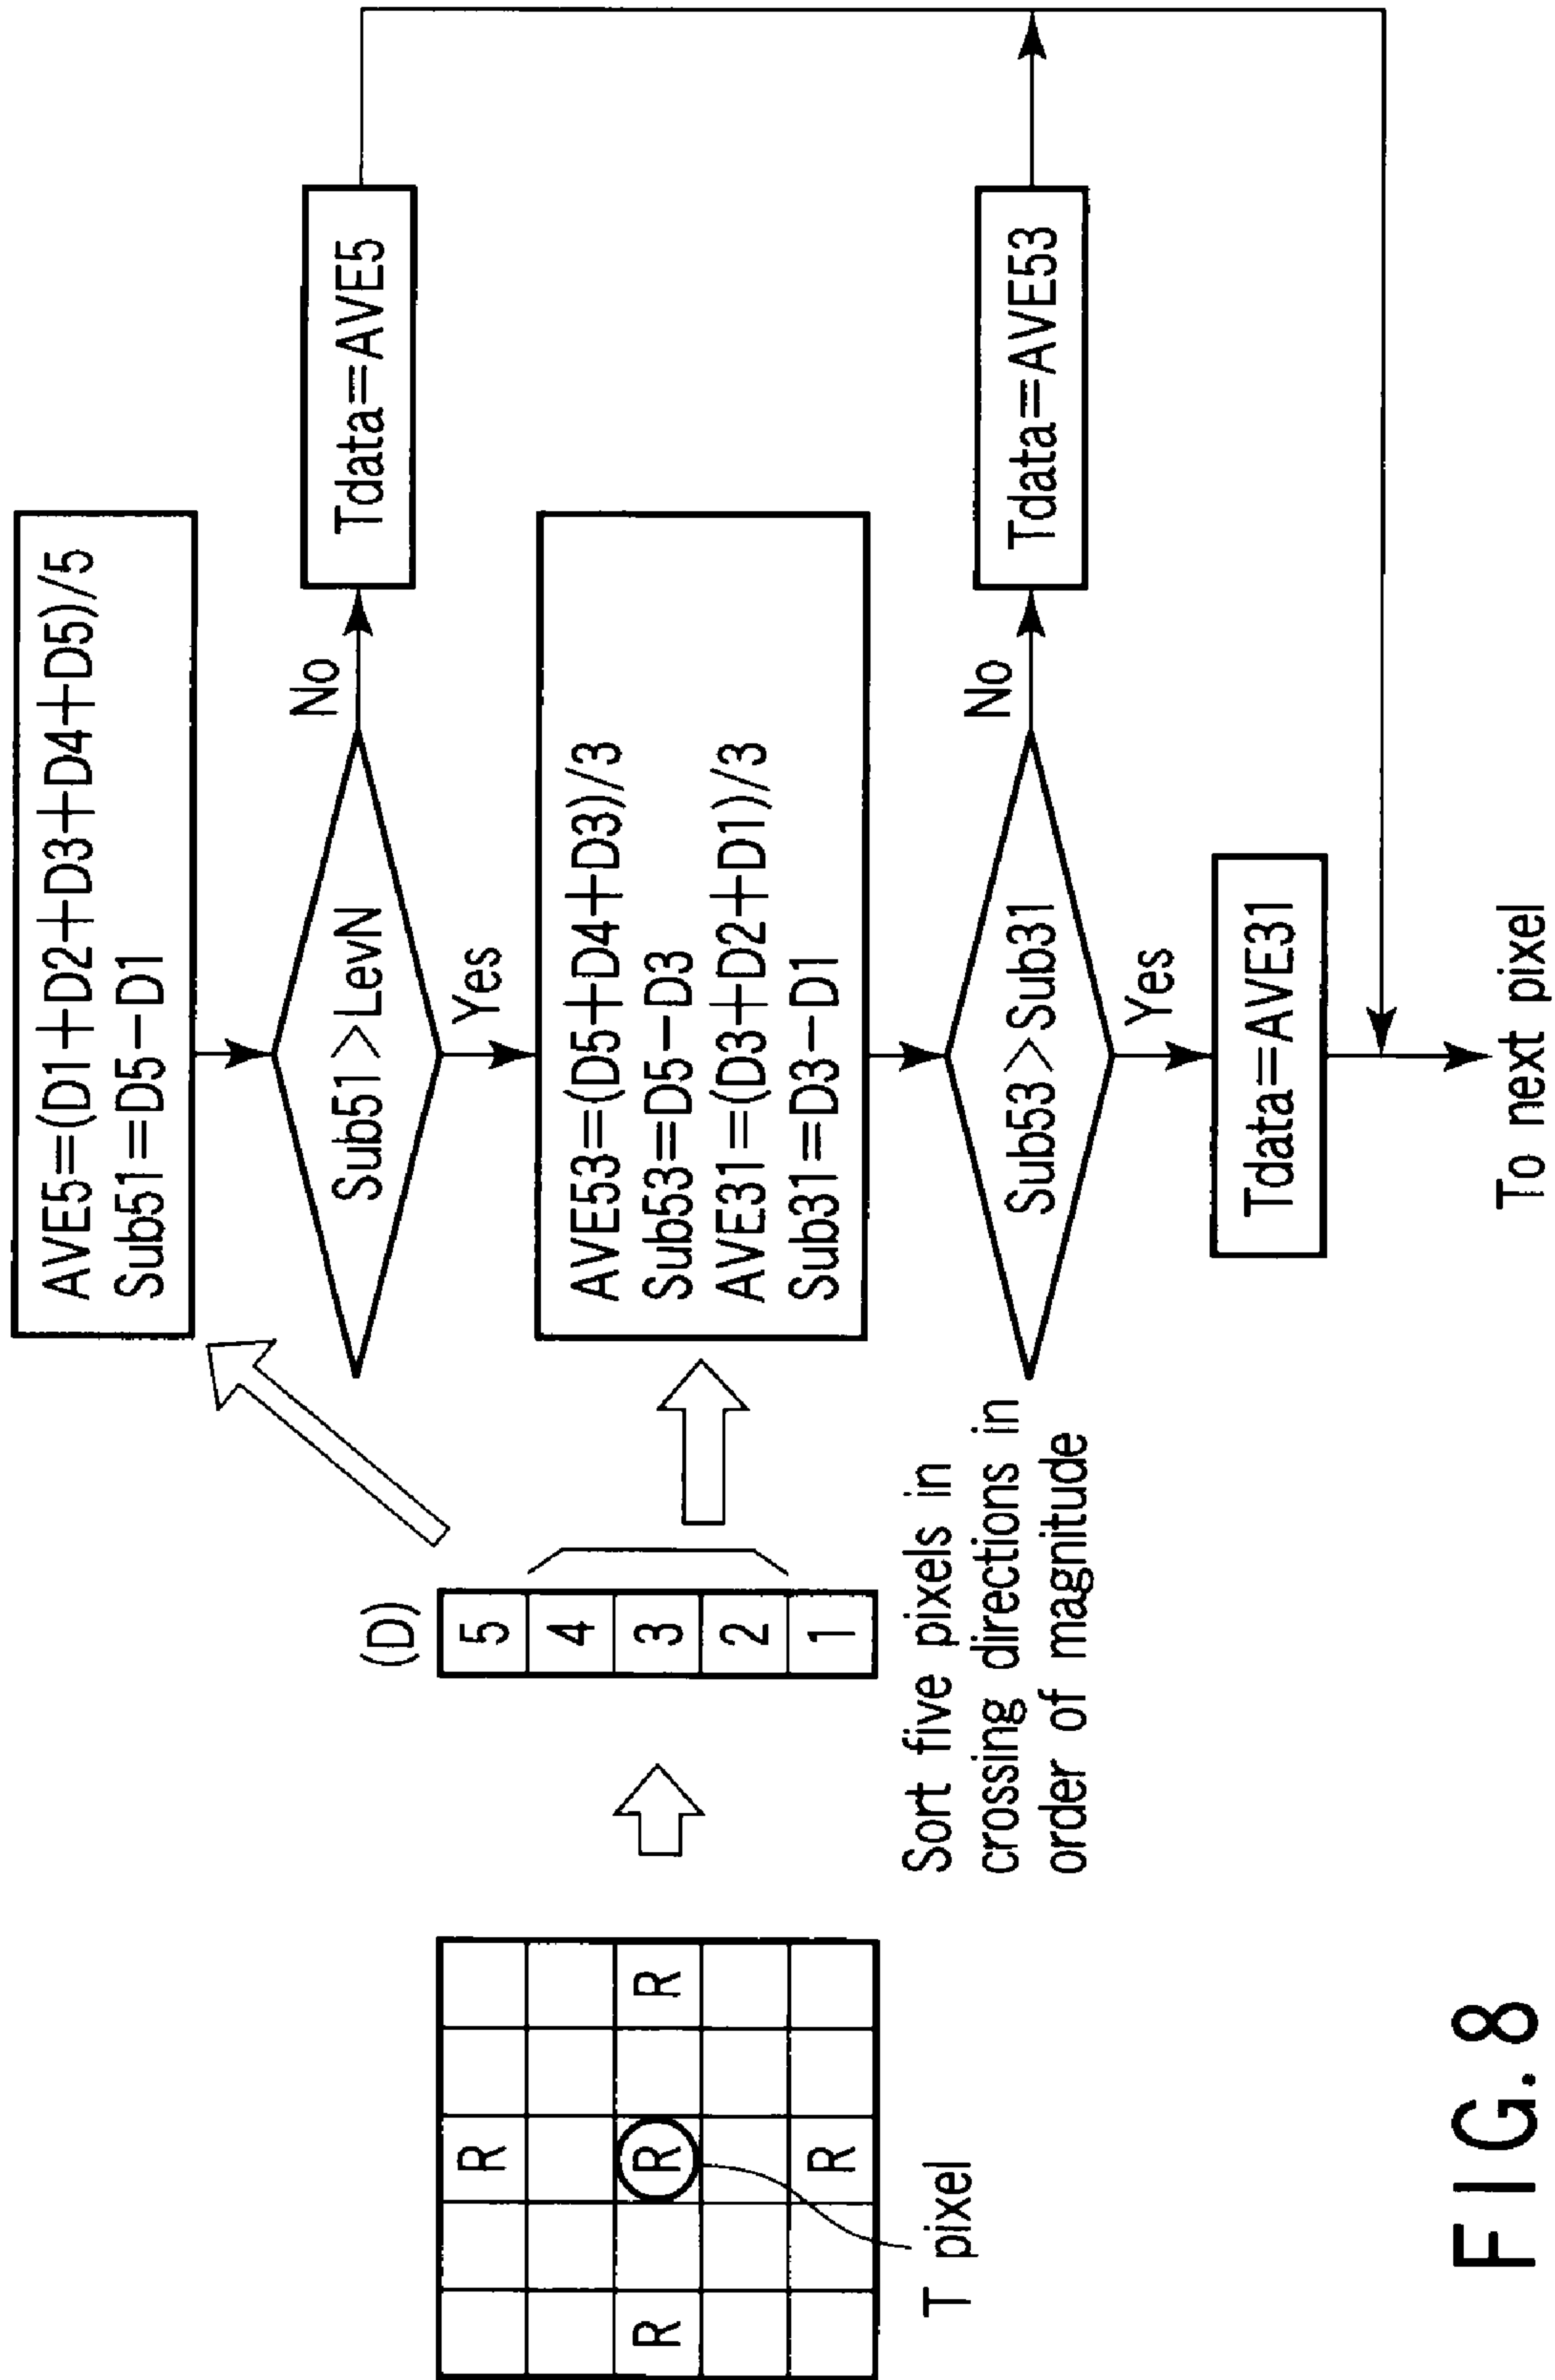 R
R
R
R
R
T pixel
(D)
5
4
3
2
1
Sort five pixels in
crossing directions in
order of magnitude
AVE5=(D1+D2+D3+D4+D5)/5
Sub51=D5-D1
Sub51>LevN
No
Tdata=AVE5
Yes
AVE53=(D5+D4+D3)/3
Sub53=D5-D3
AVE31=(D3+D2+D1)/3
Sub31=D3-D1
Sub53>Sub31
No
Tdata=AVE53
Yes
Tdata=AVE31
To next pixel
FIG. 8